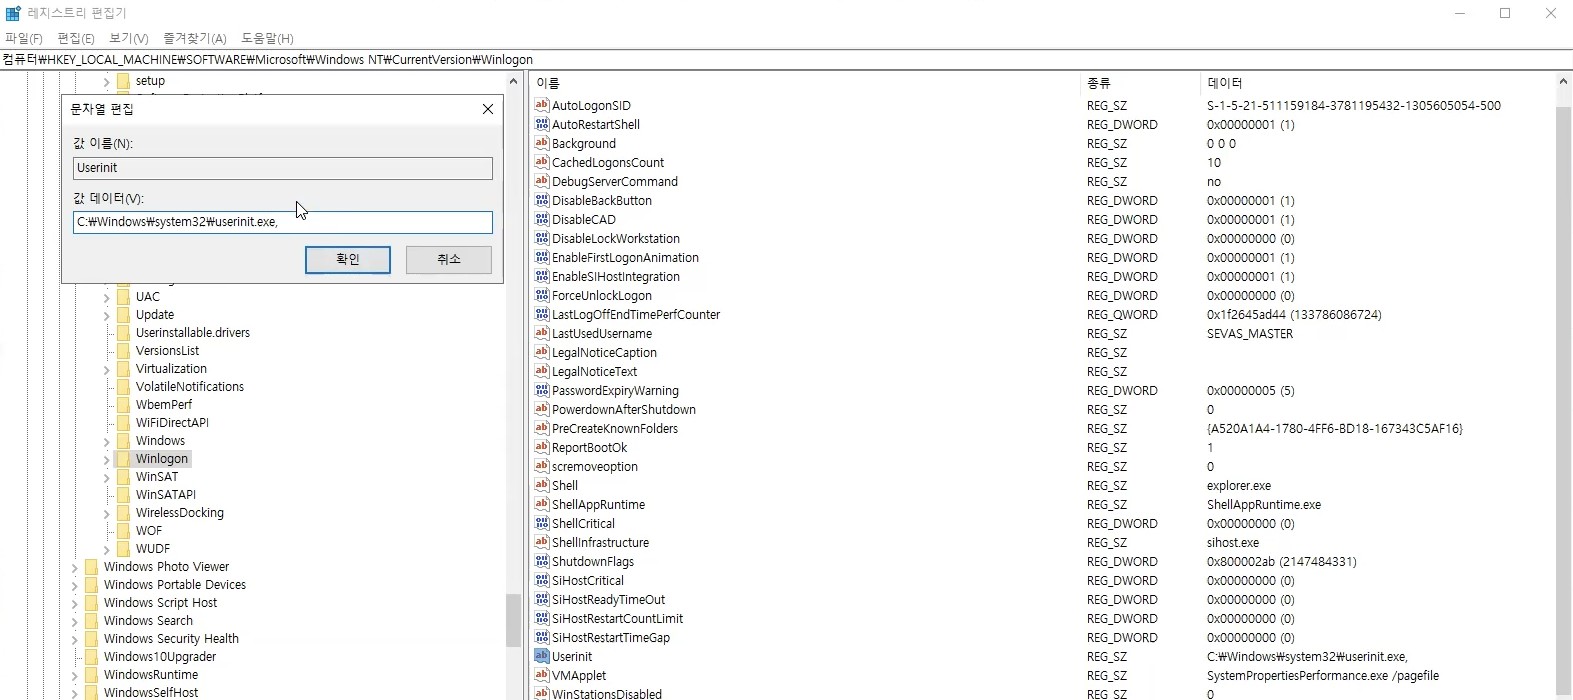 레지스트리 편집기
파일(F) 편집(E) 보기(V) 즐겨찾기(A) 도움말(H)
컴퓨터₩HKEY_LOCAL_MACHINE₩SOFTWARE₩Microsoft₩Windows NT₩CurrentVersion₩Winlogon
setup
문자열 편집
값 이름(N):
Userinit
값 데이터(V):
C:₩Windows₩system32₩userinit.exe,
확인 취소
UAC
Update
Userinstallable.drivers
VersionsList
Virtualization
VolatileNotifications
WbemPerf
WiFiDirectAPI
Windows
Winlogon
WinSAT
WinSATAPI
WirelessDocking
WOF
WUDF
Windows Photo Viewer
Windows Portable Devices
Windows Script Host
Windows Search
Windows Security Health
Windows10Upgrader
WindowsRuntime
WindowsSelfHost
이름 종류 데이터
AutoLogonSID REG_SZ S-1-5-21-511159184-3781195432-1305605054-500
AutoRestartShell REG_DWORD 0x00000001 (1)
Background REG_SZ 0 0 0
CachedLogonsCount REG_SZ 10
DebugServerCommand REG_SZ no
DisableBackButton REG_DWORD 0x00000001 (1)
DisableCAD REG_DWORD 0x00000001 (1)
DisableLockWorkstation REG_DWORD 0x00000000 (0)
EnableFirstLogonAnimation REG_DWORD 0x00000001 (1)
EnableSIHostIntegration REG_DWORD 0x00000001 (1)
ForceUnlockLogon REG_DWORD 0x00000000 (0)
LastLogOffEndTimePerfCounter REG_QWORD 0x1f2645ad44 (133786086724)
LastUsedUsername REG_SZ SEVAS_MASTER
LegalNoticeCaption REG_SZ
LegalNoticeText REG_SZ
PasswordExpiryWarning REG_DWORD 0x00000005 (5)
PowerdownAfterShutdown REG_SZ 0
PreCreateKnownFolders REG_SZ {A520A1A4-1780-4FF6-BD18-167343C5AF16}
ReportBootOk REG_SZ 1
scremoveoption REG_SZ 0
Shell REG_SZ explorer.exe
ShellAppRuntime REG_SZ ShellAppRuntime.exe
ShellCritical REG_DWORD 0x00000000 (0)
ShellInfrastructure REG_SZ sihost.exe
ShutdownFlags REG_DWORD 0x800002ab (2147484331)
SiHostCritical REG_DWORD 0x00000000 (0)
SiHostReadyTimeOut REG_DWORD 0x00000000 (0)
SiHostRestartCountLimit REG_DWORD 0x00000000 (0)
SiHostRestartTimeGap REG_DWORD 0x00000000 (0)
Userinit REG_SZ C:₩Windows₩system32₩userinit.exe,
VMApplet REG_SZ SystemPropertiesPerformance.exe /pagefile
WinStationsDisabled REG_SZ 0